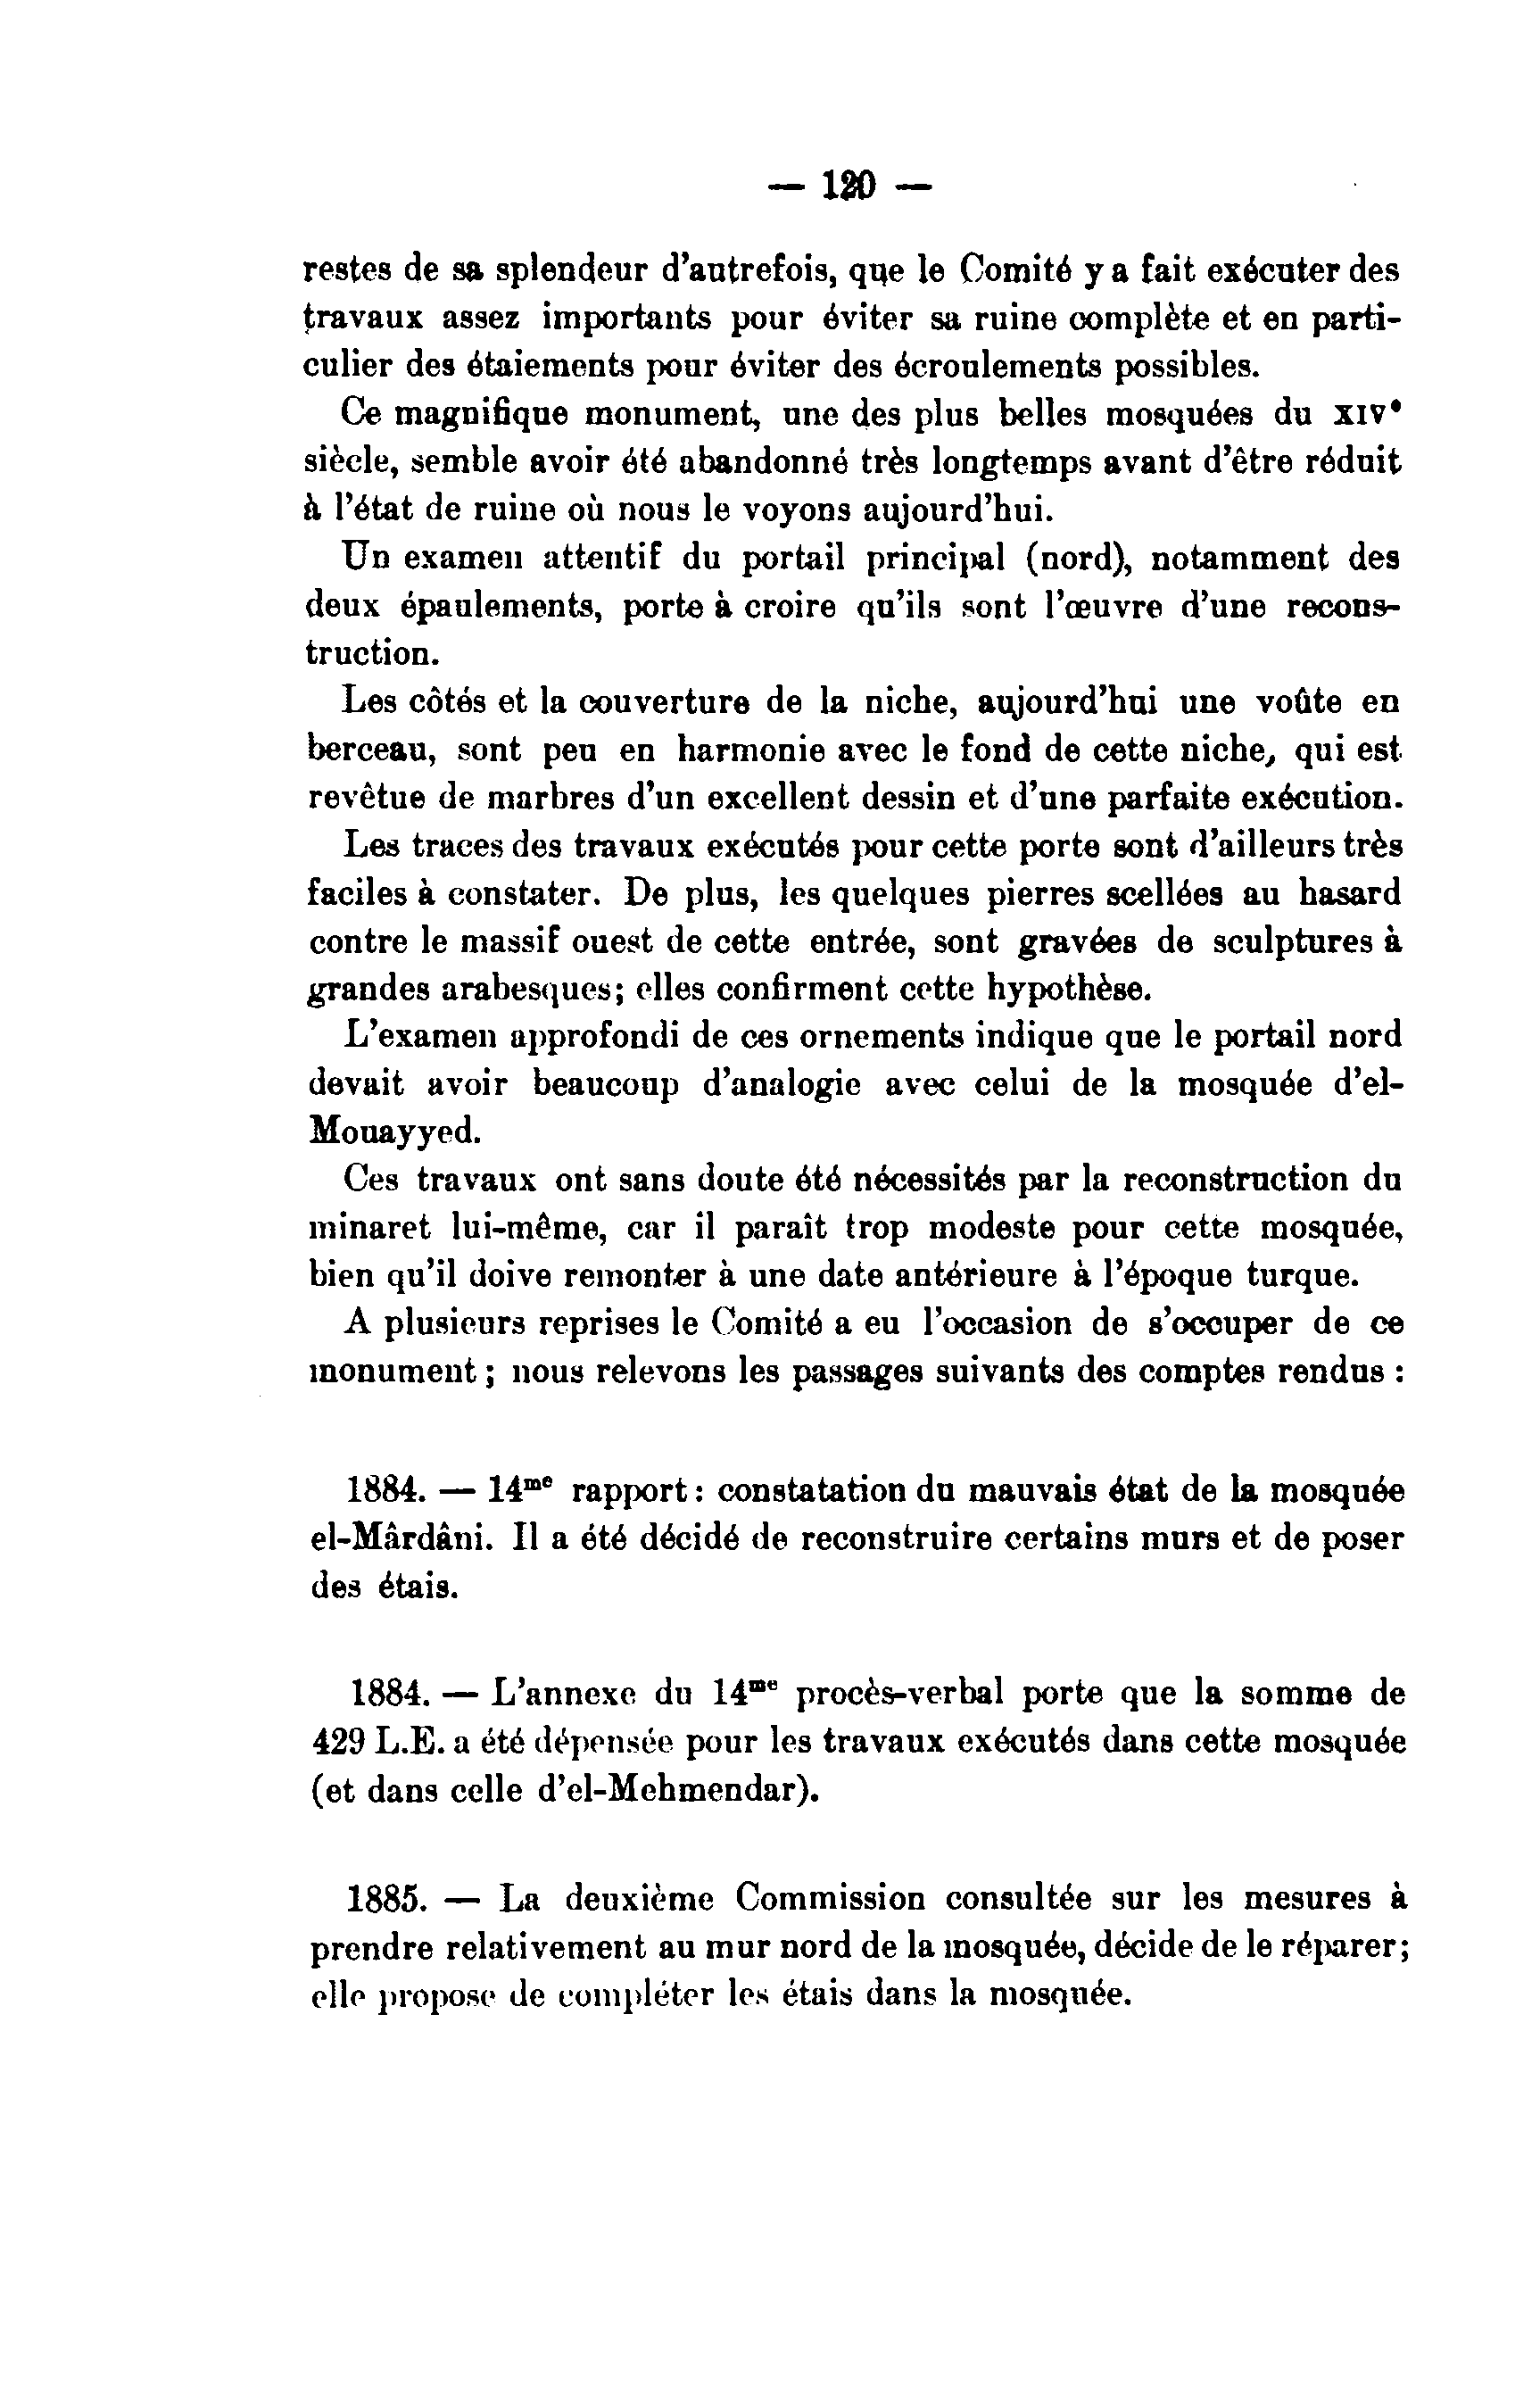 — 120 —
restes de sa splendeur d'autrefois, que le Comité y a fait exécuter des
travaux assez importants pour éviter sa ruine complète et en parti-
culier des étaiements pour éviter des écroulements possibles.
Ce magnifique monument, une des plus belles mosquées du XIVe
siècle, semble avoir été abandonné très longtemps avant d'être réduit
à l'état de ruine où nous le voyons aujourd'hui.
Un examen attentif du portail principal (nord), notamment des
deux épaulements, porte à croire qu'ils sont l'œuvre d'une recons-
truction.
Les côtés et la couverture de la niche, aujourd'hui une voûte en
berceau, sont peu en harmonie avec le fond de cette niche, qui est
revêtue de marbres d'un excellent dessin et d'une parfaite exécution.
Les traces des travaux exécutés pour cette porte sont d'ailleurs très
faciles à constater. De plus, les quelques pierres scellées au hasard
contre le massif ouest de cette entrée, sont gravées de sculptures à
grandes arabesques; elles confirment cette hypothèse.
L'examen approfondi de ces ornements indique que le portail nord
devait avoir beaucoup d'analogie avec celui de la mosquée d'el-
Mouayyed.
Ces travaux ont sans doute été nécessités par la reconstruction du
minaret lui-même, car il paraît trop modeste pour cette mosquée,
bien qu'il doive remonter à une date antérieure à l'époque turque.
A plusieurs reprises le Comité a eu l'occasion de s'occuper de ce
monument ; nous relevons les passages suivants des comptes rendus :
1884. — 14me rapport : constatation du mauvais état de la mosquée
el-Mârdâni. Il a été décidé de reconstruire certains murs et de poser
des étais.
1884. — L'annexe du 14me procès-verbal porte que la somme de
429 L.E. a été dépensée pour les travaux exécutés dans cette mosquée
(et dans celle d'el-Mehmendar).
1885. — La deuxième Commission consultée sur les mesures à
prendre relativement au mur nord de la mosquée, décide de le réparer;
elle propose de compléter les étais dans la mosquée.